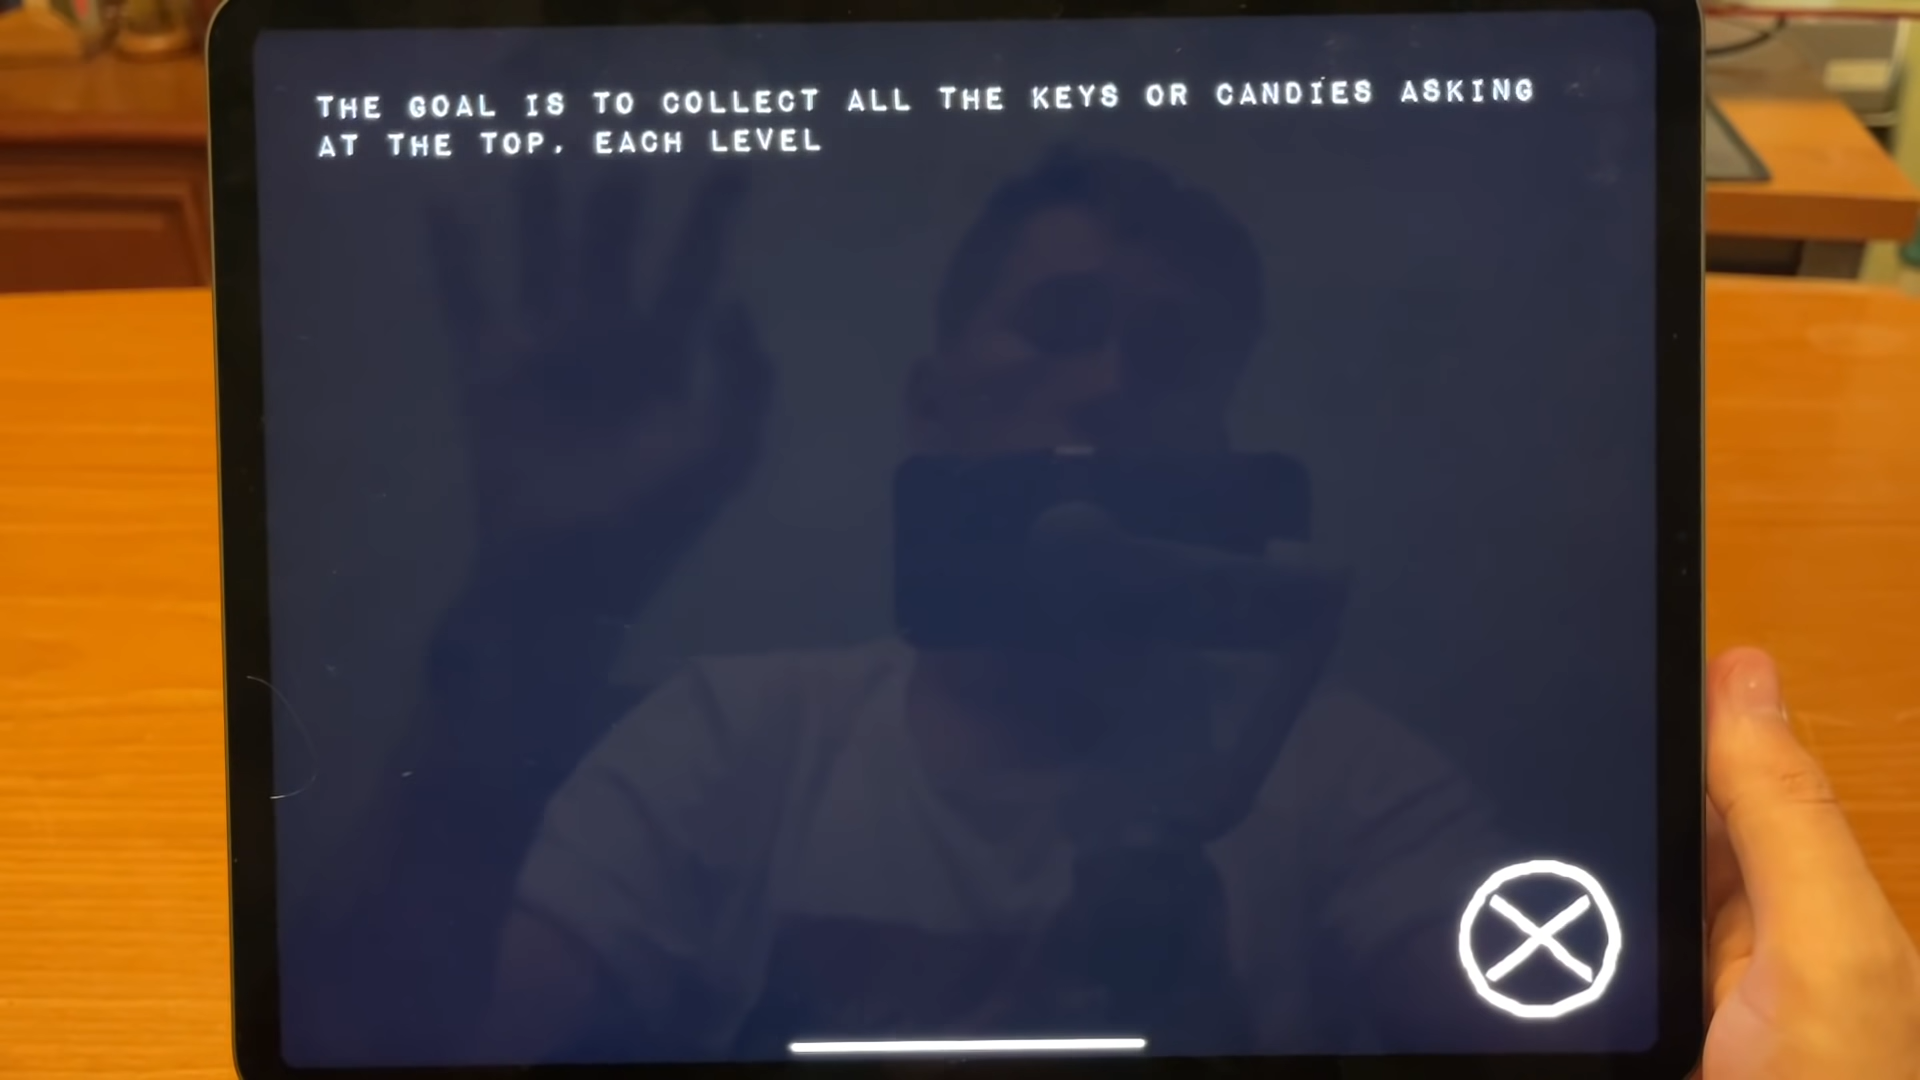 THE GOAL IS TO COLLECT ALL THE KEYS OR CANDIES ASKING
AT THE TOP. EACH LEVEL